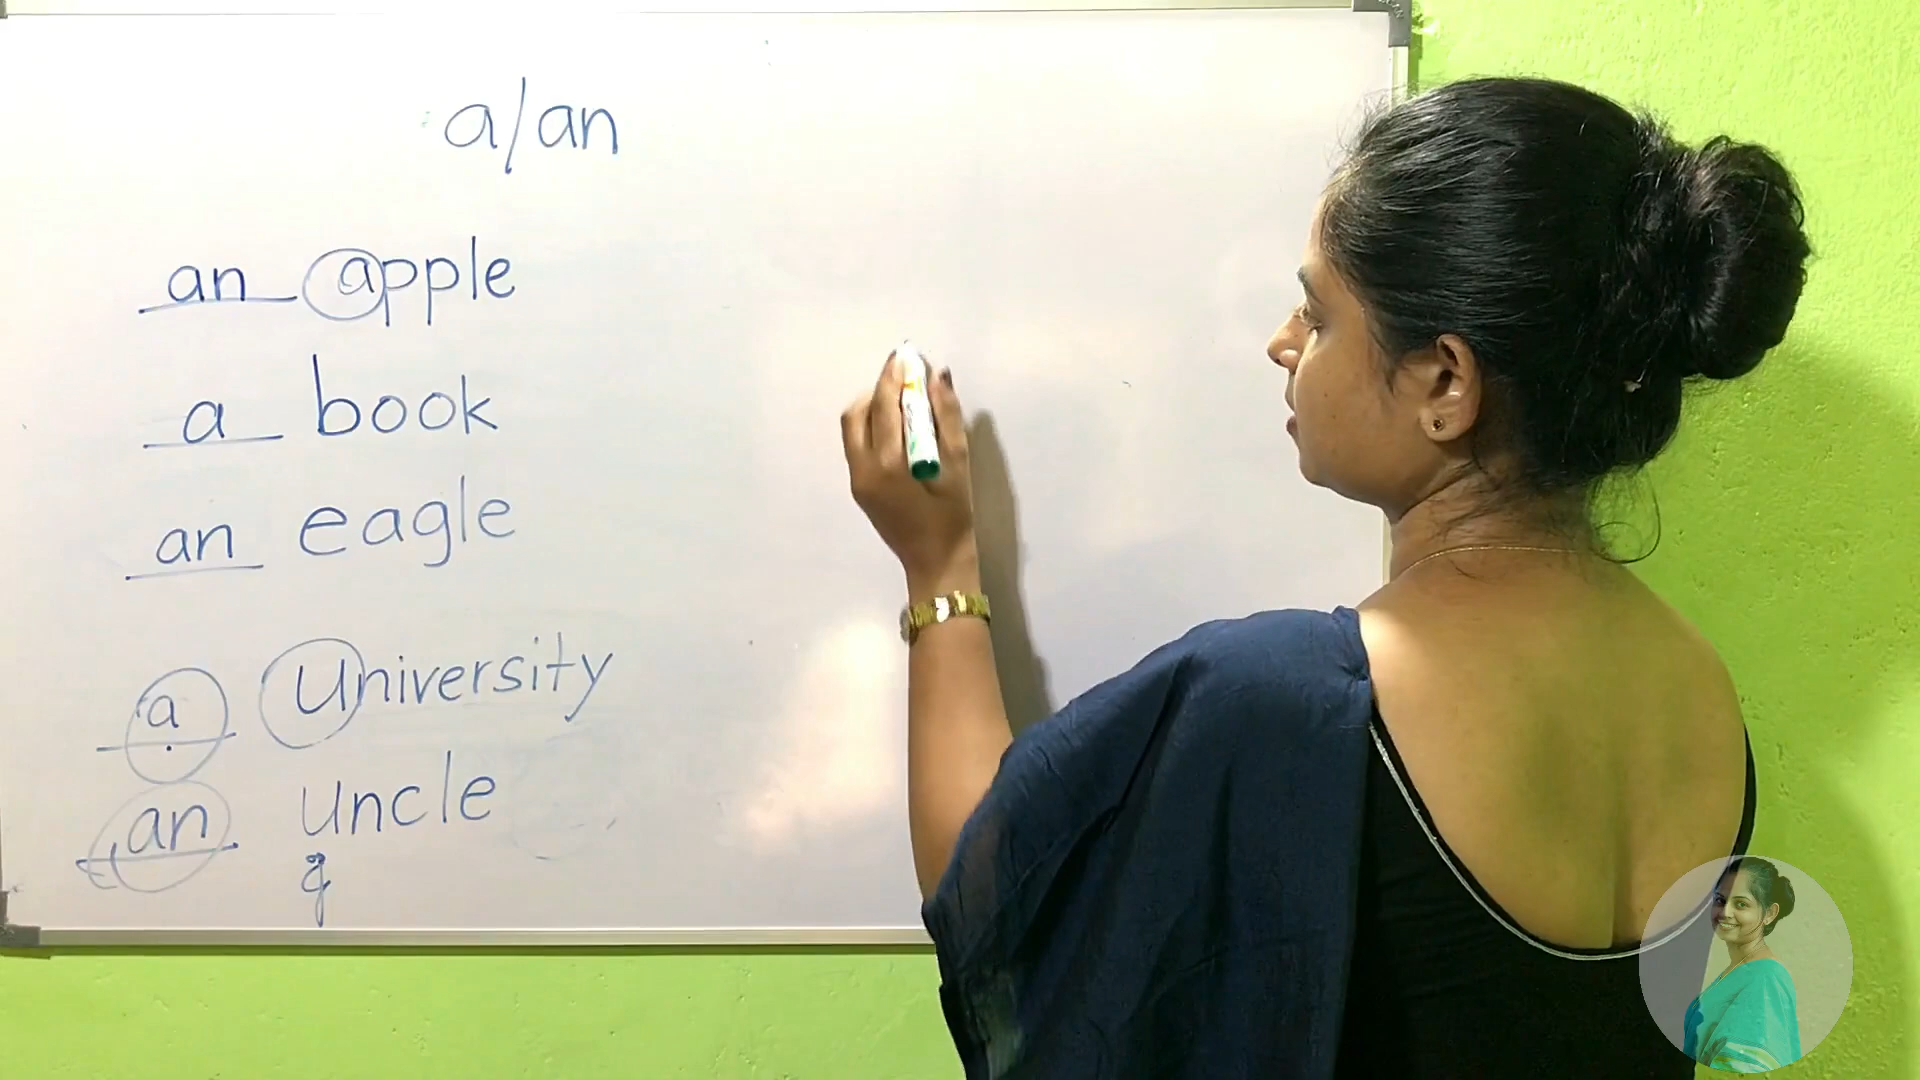 a/an
an apple
a book
an eagle
a University
an uncle